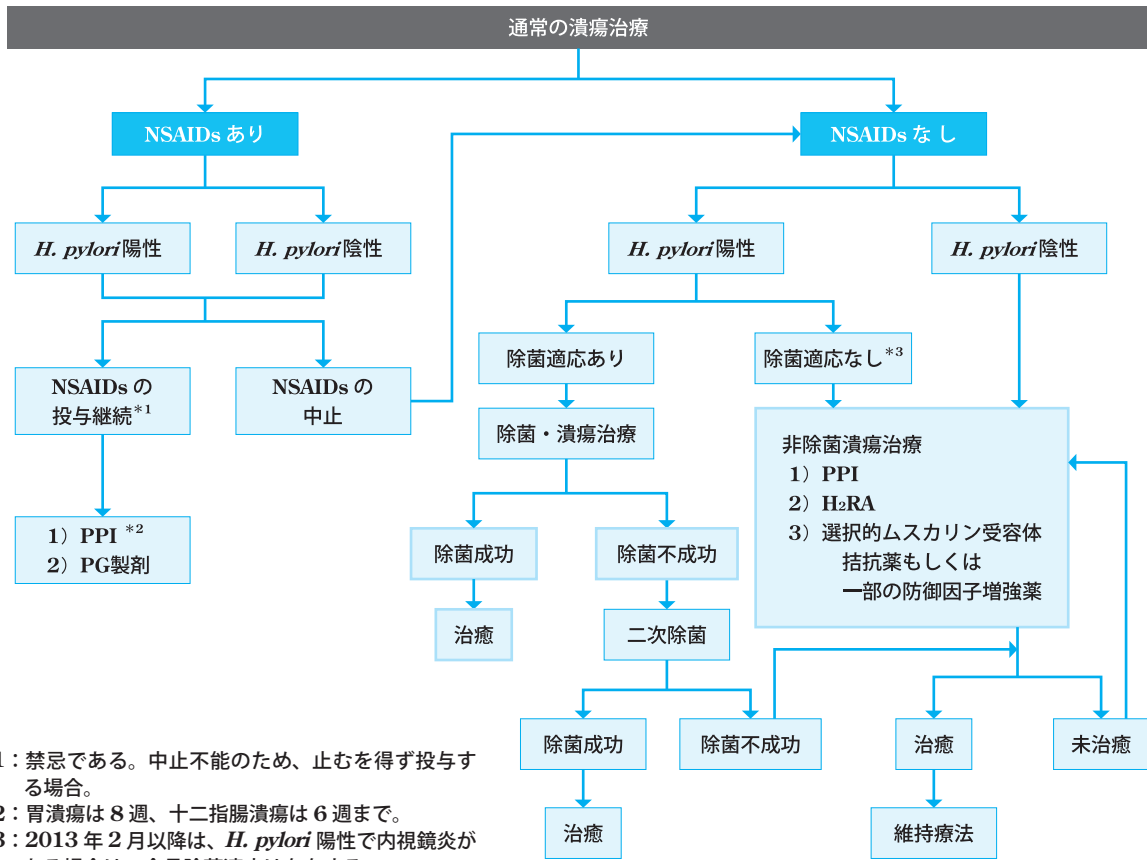 通常の潰瘍治療
NSAIDs あり
NSAIDs なし
H. pylori陽性
H. pylori陰性
H. pylori陽性
H. pylori陰性
除菌適応あり
除菌適応なし*3
NSAIDs の
投与継続*1
NSAIDs の
中止
除菌・潰瘍治療
非除菌潰瘍治療
1）PPI
2）H2RA
3）選択的ムスカリン受容体
拮抗薬もしくは
一部の防御因子増強薬
1）PPI *2
2）PG製剤
除菌成功
除菌不成功
治癒
二次除菌
除菌成功
除菌不成功
治癒
未治癒
治癒
維持療法
1：禁忌である。中止不能のため、止むを得ず投与す
る場合。
2：胃潰瘍は 8 週、十二指腸潰瘍は 6 週まで。
3：2013 年 2 月以降は、H. pylori 陽性で内視鏡炎が